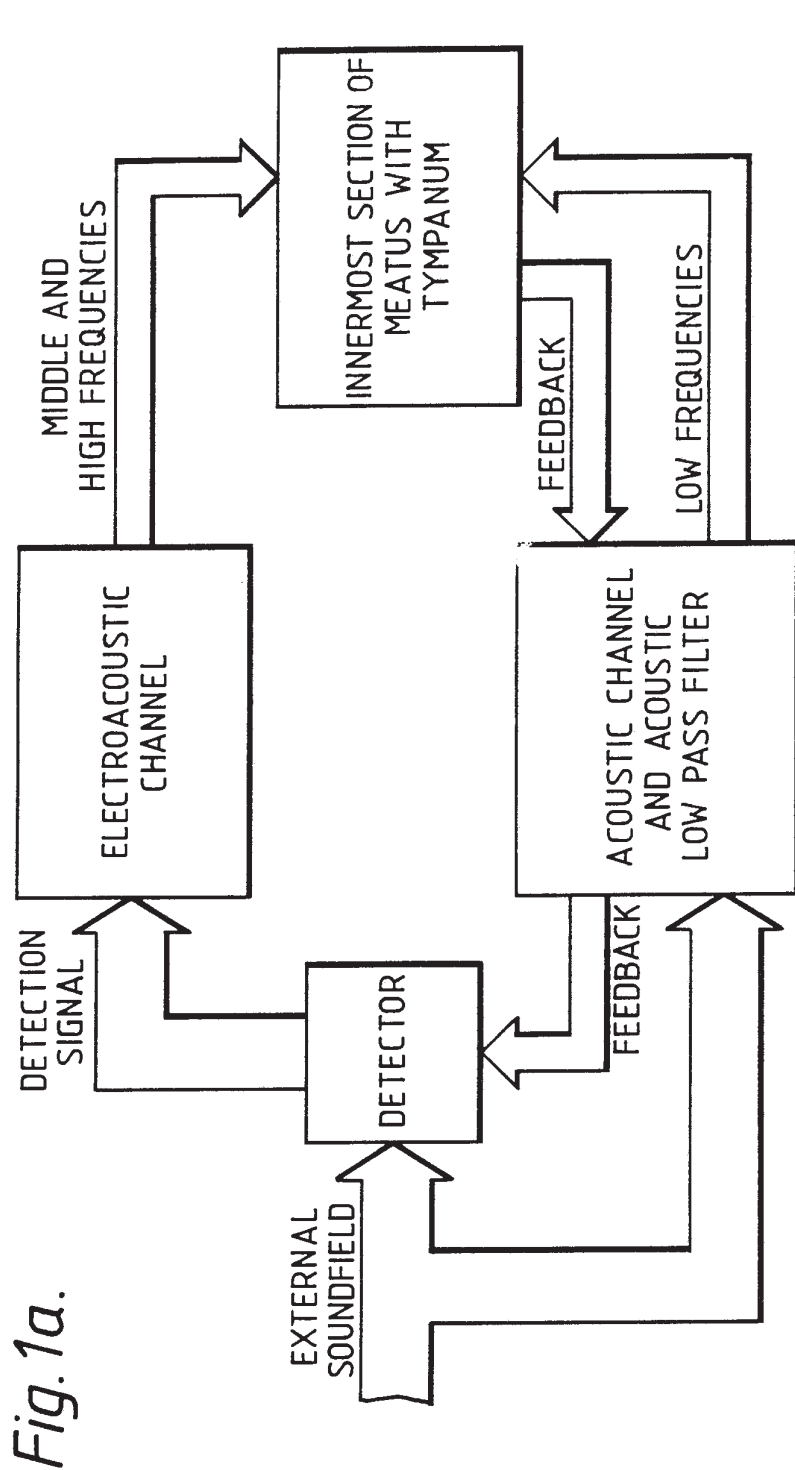 Fig. 1a.
EXTERNAL
SOUNDFIELD
DETECTOR
DETECTION
SIGNAL
ELECTROACOUSTIC
CHANNEL
MIDDLE AND
HIGH FREQUENCIES
INNERMOST SECTION OF
MEATUS WITH
TYMPANUM
FEEDBACK
LOW FREQUENCIES
ACOUSTIC CHANNEL
AND ACOUSTIC
LOW PASS FILTER
FEEDBACK